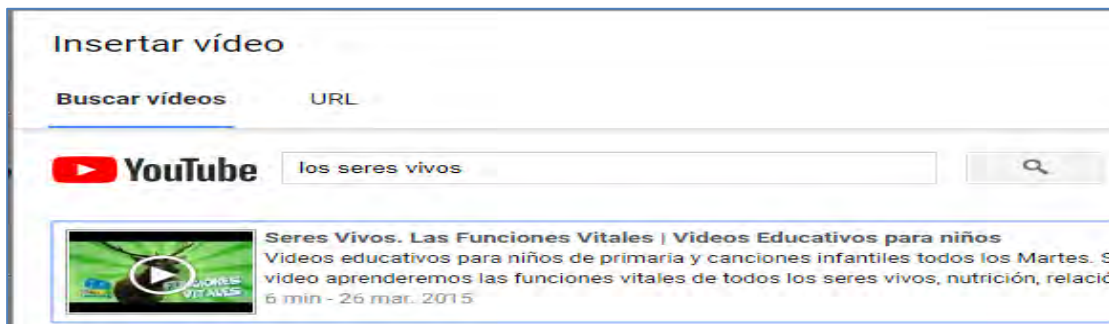 Insertar vídeo
Buscar vídeos URL
YouTube los seres vivos
Seres Vivos. Las Funciones Vitales | Videos Educativos para niños
Videos educativos para niños de primaria y canciones infantiles todos los Martes. S
video aprenderemos las funciones vitales de todos los seres vivos, nutrición, relació
6 min - 26 mar. 2015